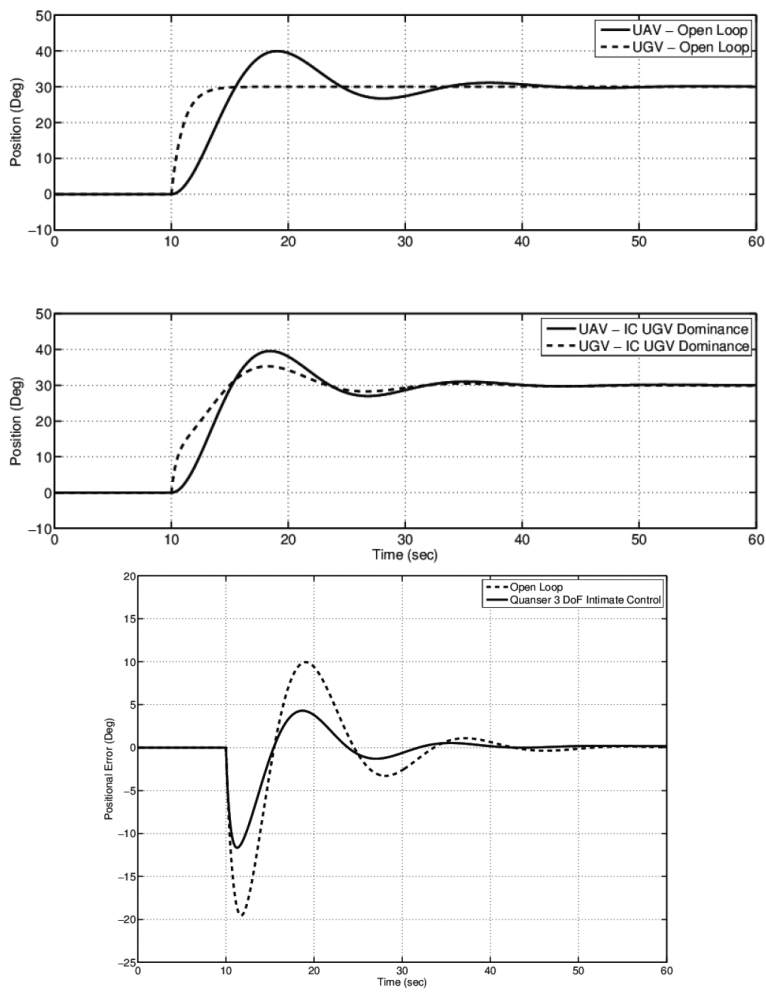 50
40
30
20
10
0
−10
Position (Deg)
UAV − Open Loop
UGV − Open Loop
0 10 20 30 40 50 60
50
40
30
20
10
0
−10
Position (Deg)
UAV − IC UGV Dominance
UGV − IC UGV Dominance
0 10 20 30 40 50 60
Time (sec)
20
15
10
5
0
−5
−10
−15
−20
−25
Positional Error (Deg)
Open Loop
Quanser 3 DoF Intimate Control
0 10 20 30 40 50 60
Time (sec)